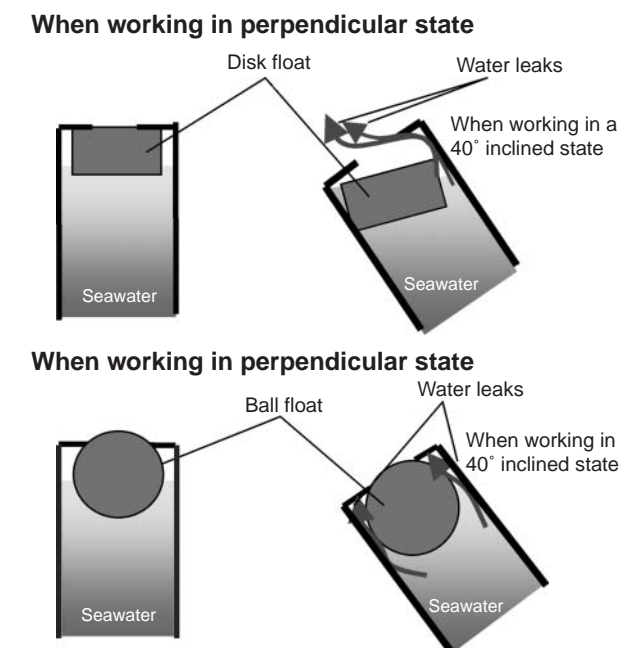 When working in perpendicular state
Disk float
Water leaks
When working in a
40˚ inclined state
Seawater
Seawater
When working in perpendicular state
Water leaks
Ball float
When working in
40˚ inclined state
Seawater
Seawater